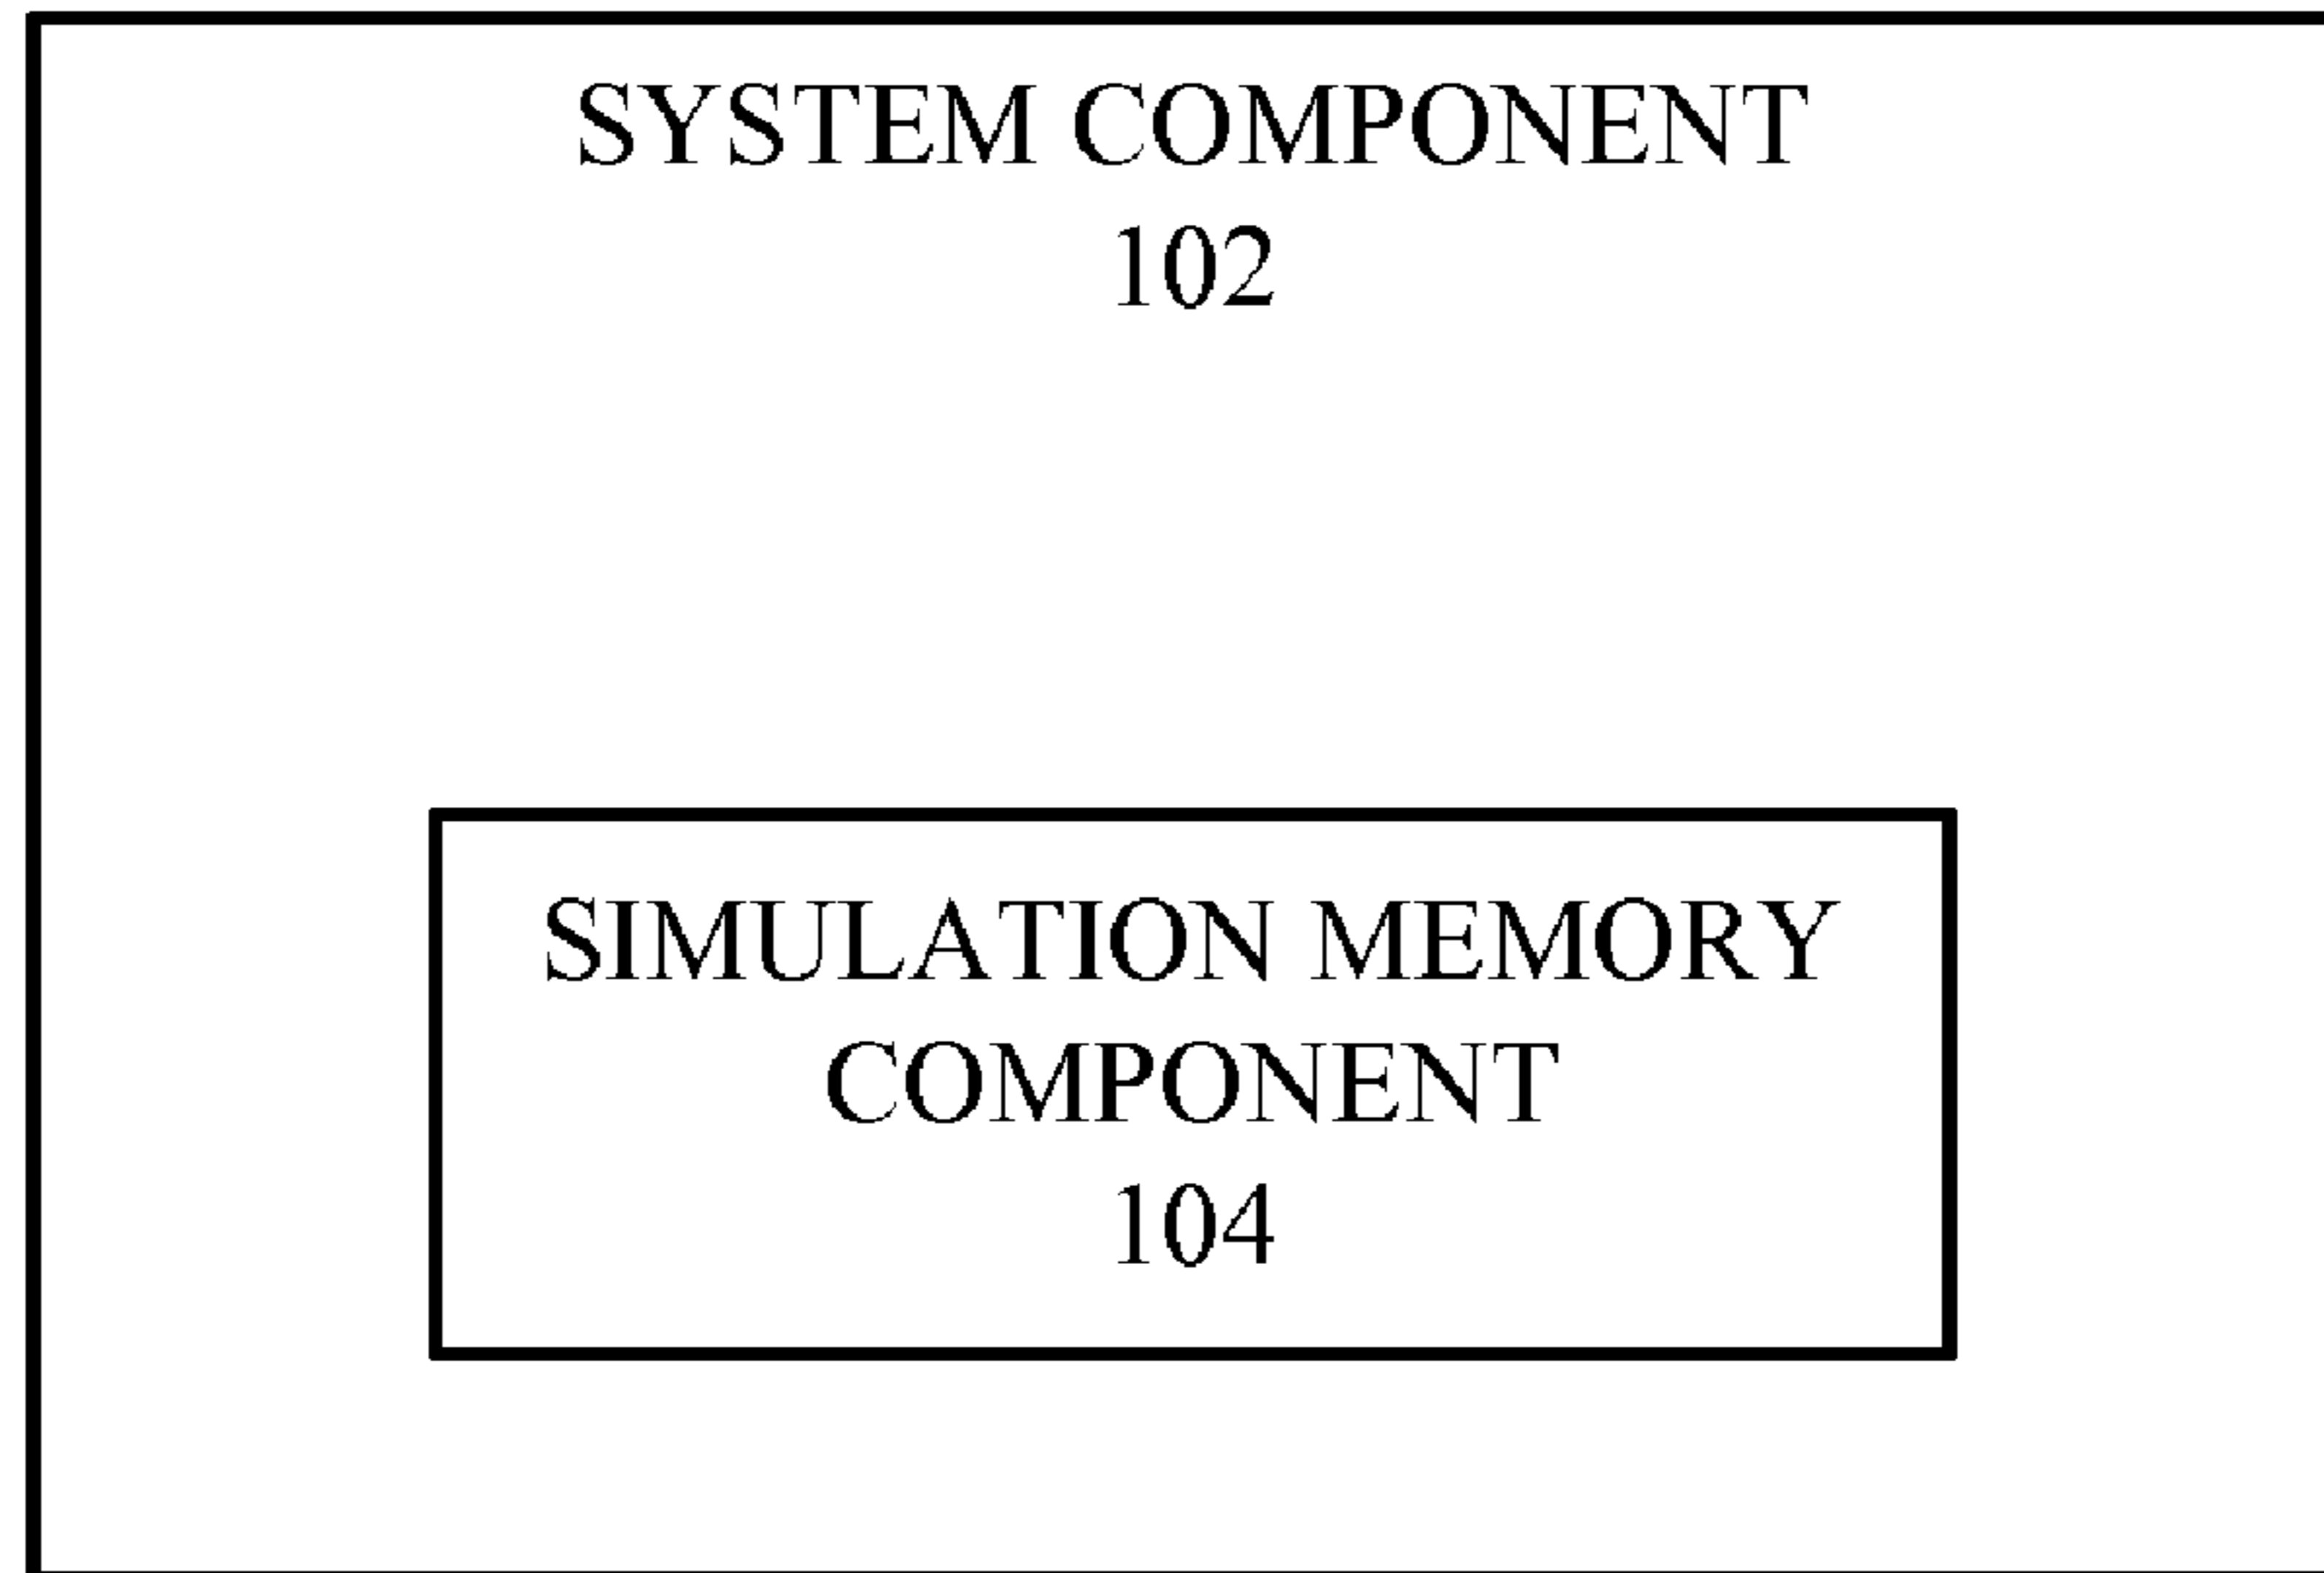 SYSTEM COMPONENT
102
SIMULATION MEMORY
COMPONENT
104